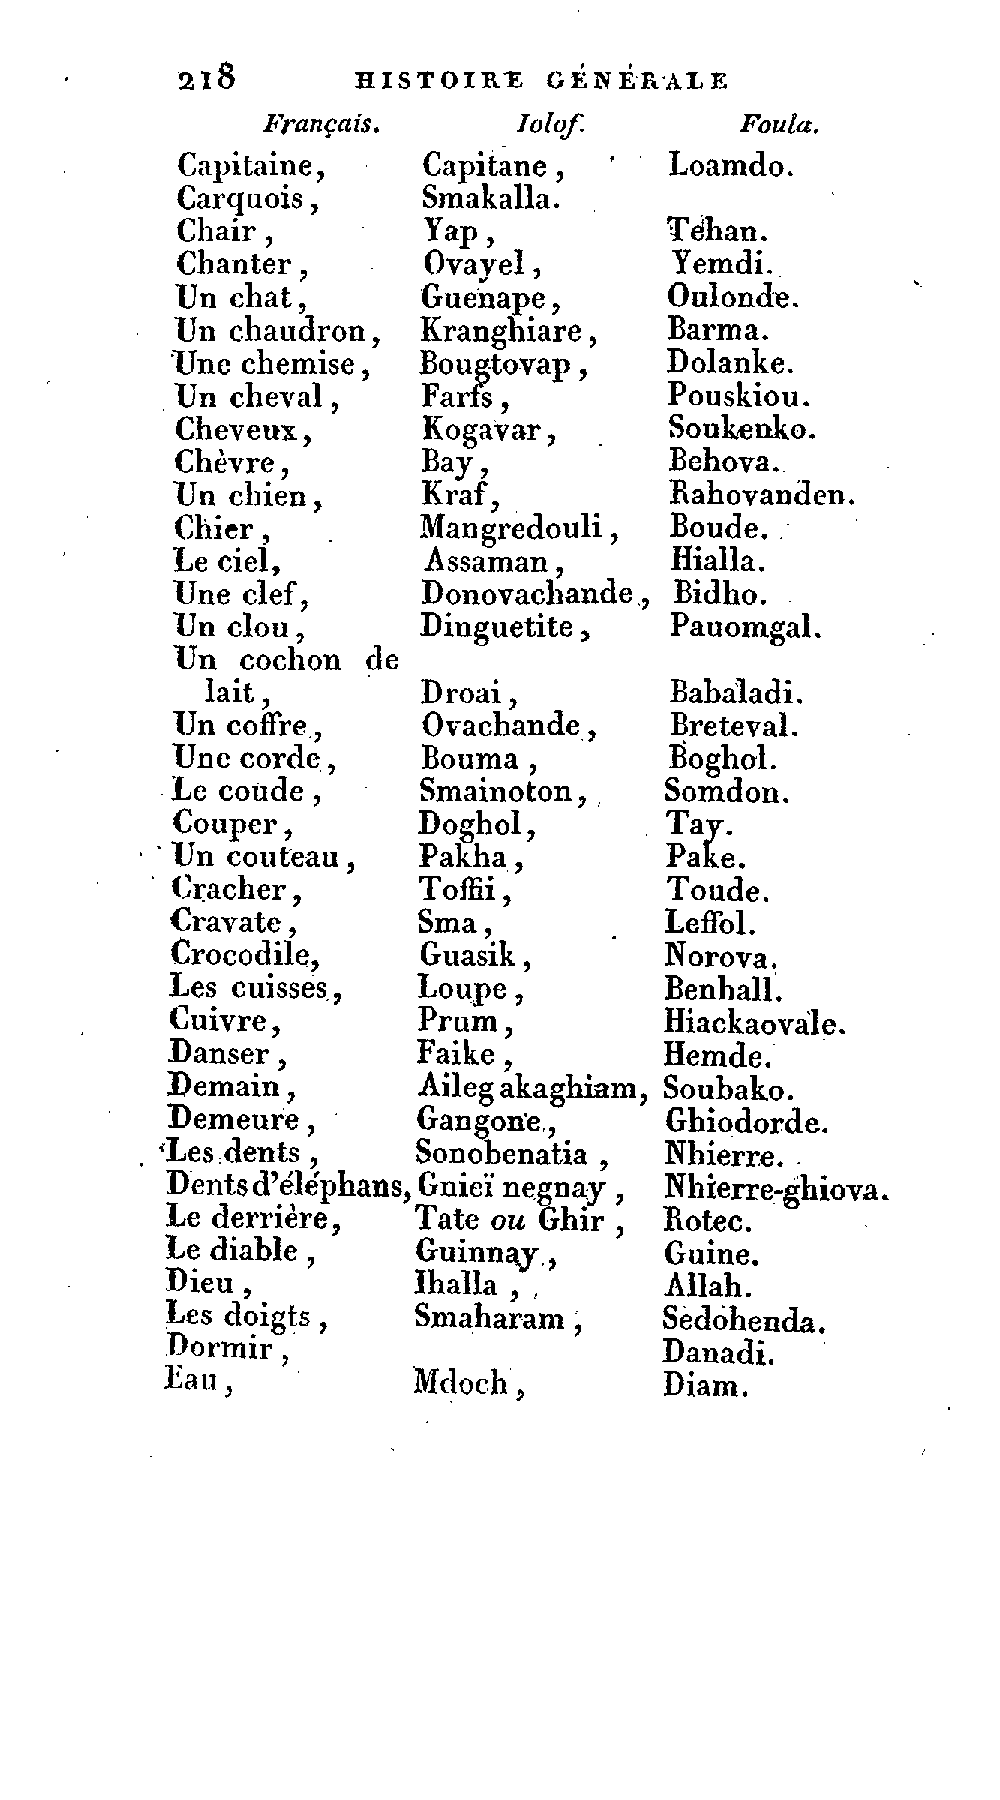 218 HISTOIRE GÉNÉRALE
Français. Iolof. Foula.
Capitaine, Capitane, Loamdo.
Carquois, Smakalla.
Chair, Yap, Téhan.
Chanter, Ovayel, Yemdi.
Un chat, Guenape, Oulonde.
Un chaudron, Kranghiare, Barma.
Une chemise, Bougtovap, Dolanke.
Un cheval, Farfs, Pouskiou.
Cheveux, Kogavar, Soukenko.
Chèvre, Bay, Behova.
Un chien, Kraf, Rahovanden.
Chier, Mangredouli, Boude.
Le ciel, Assaman, Hialla.
Une clef, Donovachande, Bidho.
Un clou, Dinguetite, Pauomgal.
Un cochon de
lait, Droai, Babaladi.
Un coffre, Ovachande, Breteval.
Une corde, Bouma, Boghol.
Le coude, Smainoton, Somdon.
Couper, Doghol, Tay.
Un couteau, Pakha, Pake.
Cracher, Toffii, Toude.
Cravate, Sma, Leffol.
Crocodile, Guasik, Norova.
Les cuisses, Loupe, Benhall.
Cuivre, Prum, Hiackaovale.
Danser, Faike, Hemde.
Demain, Aileg akaghiam, Soubako.
Demeure, Gangone, Ghiodorde.
Les dents, Sonobenatia, Nhierre.
Dents d'éléphans, Gnieï negnay, Nhierre-ghiova.
Le derrière, Tate ou Ghir, Rotec.
Le diable, Guinnay, Guine.
Dieu, Ihalla, Allah.
Les doigts, Smaharam, Sedohenda.
Dormir, Danadi.
Eau, Mdoch, Diam.